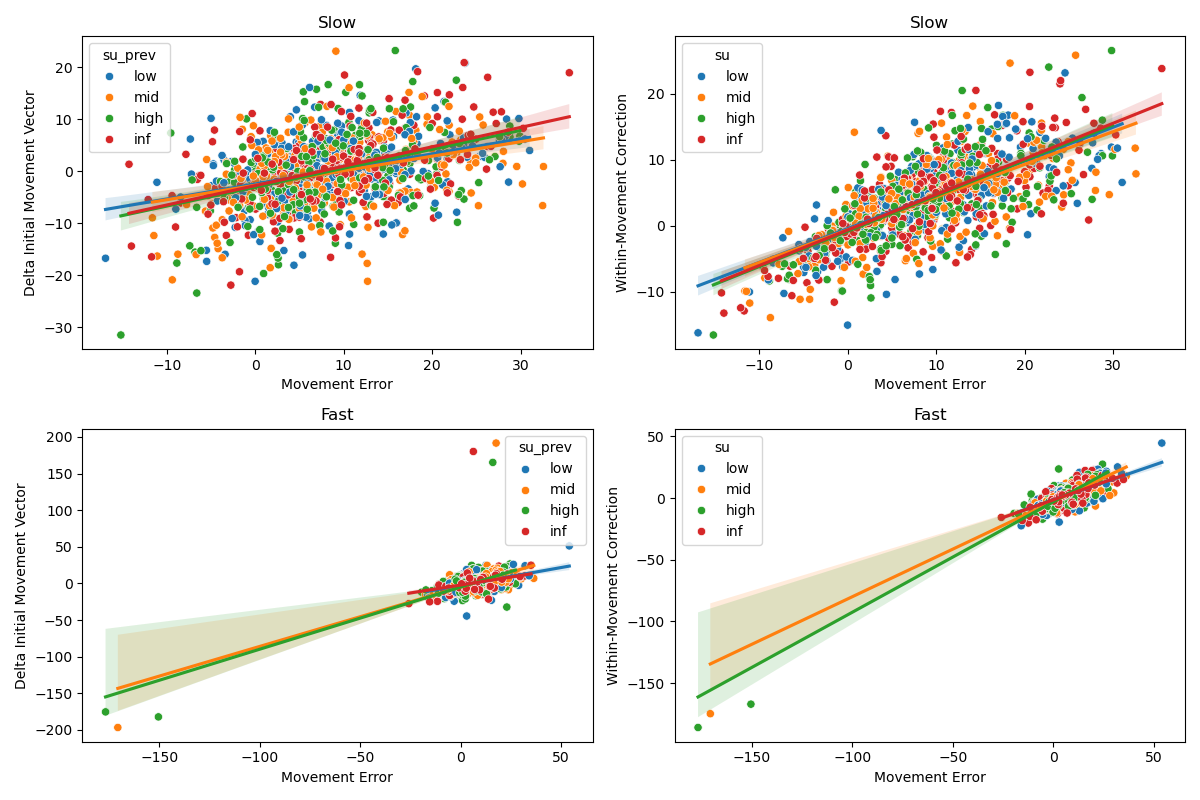 Slow
Delta Initial Movement Vector
20
10
0
−10
−20
−30
su_prev
low
mid
high
inf
−10 0 10 20 30
Movement Error
Slow
Within-Movement Correction
20
10
0
−10
su
low
mid
high
inf
−10 0 10 20 30
Movement Error
Fast
Delta Initial Movement Vector
200
150
100
50
0
−50
−100
−150
−200
su_prev
low
mid
high
inf
−150 −100 −50 0 50
Movement Error
Fast
Within-Movement Correction
50
0
−50
−100
−150
su
low
mid
high
inf
−150 −100 −50 0 50
Movement Error